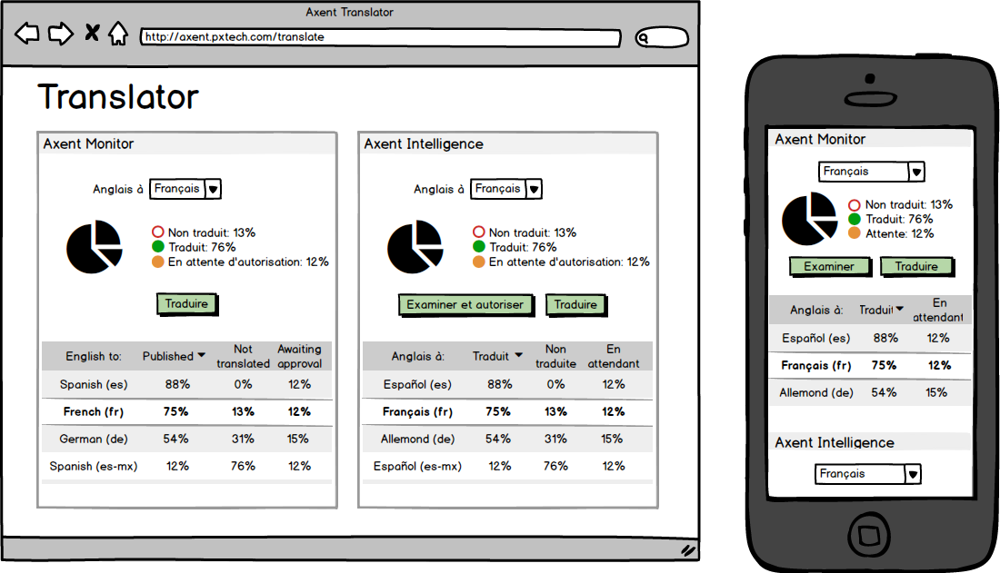 Axent Translator
http://axent.pxtech.com/translate
Translator
Axent Monitor
Anglais à Français
Non traduit: 13%
Traduit: 76%
En attente d'autorisation: 12%
Traduire
English to: Published Not translated Awaiting approval
Spanish (es) 88% 0% 12%
French (fr) 75% 13% 12%
German (de) 54% 31% 15%
Spanish (es-mx) 12% 76% 12%
Axent Intelligence
Anglais à Français
Non traduit: 13%
Traduit: 76%
En attente d'autorisation: 12%
Examiner et autoriser Traduire
Anglais à: Traduit Non traduite En attendant
Español (es) 88% 0% 12%
Français (fr) 75% 13% 12%
Allemond (de) 54% 31% 15%
Español (es-mx) 12% 76% 12%
Axent Monitor
Français
Non traduit: 13%
Traduit: 76%
Attente: 12%
Examiner Traduire
Anglais à: Traduit En attendant
Español (es) 88% 12%
Français (fr) 75% 12%
Allemond (de) 54% 15%
Axent Intelligence
Français